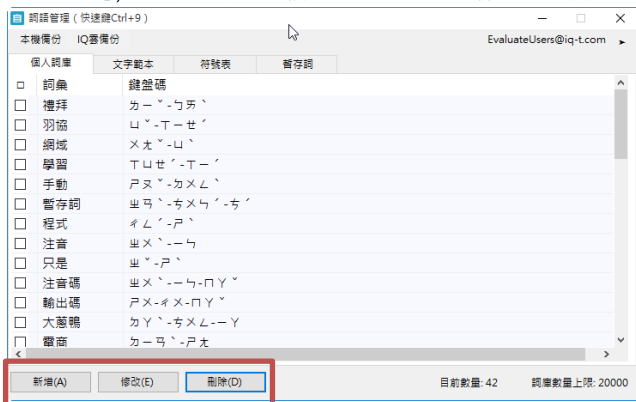 自 詞語管理 ( 快速鍵Ctrl+9 )
本機備份 IQ雲備份 EvaluateUsers@iq-t.com
個人詞庫 文字範本 符號表 暫存詞
詞彙 鍵盤碼
禮拜 ㄌㄧˇ-ㄅㄞˋ
羽協 ㄩˇ-ㄒㄧㄝˊ
網域 ㄨㄤˇ-ㄩˋ
學習 ㄒㄩㄝˊ-ㄒㄧˊ
手動 ㄕㄡˇ-ㄉㄨㄥˋ
暫存詞 ㄓㄢˋ-ㄘㄨㄣˊ-ㄘˊ
程式 ㄔㄥˊ-ㄕˋ
注音 ㄓㄨˋ-ㄧㄣ
只是 ㄓˇ-ㄕˋ
注音碼 ㄓㄨˋ-ㄧㄣ-ㄇㄚˇ
輸出碼 ㄕㄨ-ㄔㄨ-ㄇㄚˇ
大蔥鴨 ㄉㄚˋ-ㄘㄨㄥ-ㄧㄚ
電商 ㄉㄧㄢˋ-ㄕㄤ
新增(A) 修改(E) 刪除(D) 目前數量: 42 詞庫數量上限: 20000